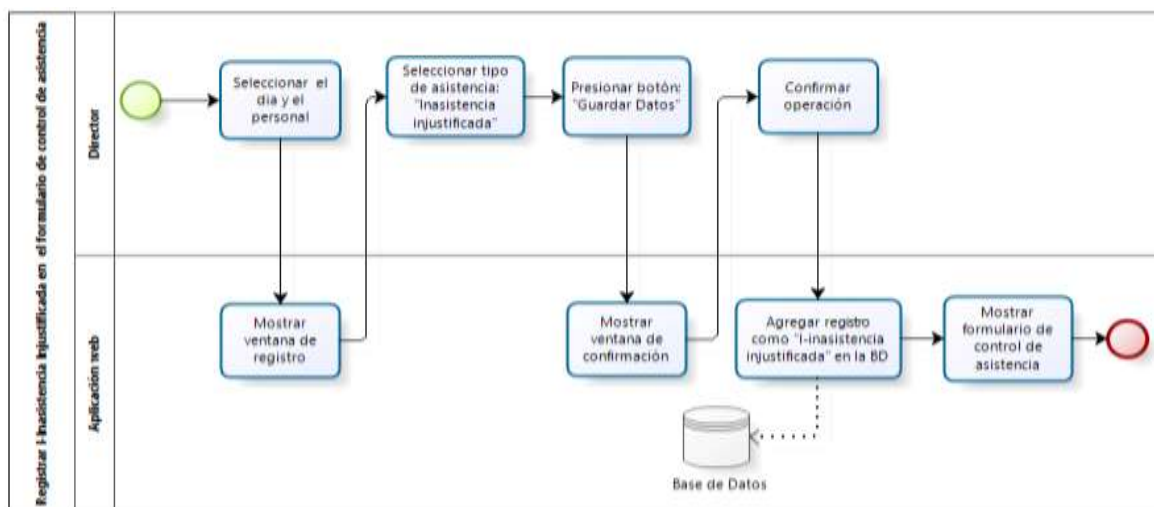 Registrar I-Inasistencia Injustificada en el formulario de control de asistencia
Director
Seleccionar el
dia y el
personal
Seleccionar tipo
de asistencia:
"Inasistencia
injustificada"
Presionar botón:
"Guardar Datos"
Confirmar
operación
Aplicación web
Mostrar
ventana de
registro
Mostrar
ventana de
confirmación
Agregar registro
como "I-inasistencia
injustificada" en la BD
Mostrar
formulario de
control de
asistencia
Base de Datos